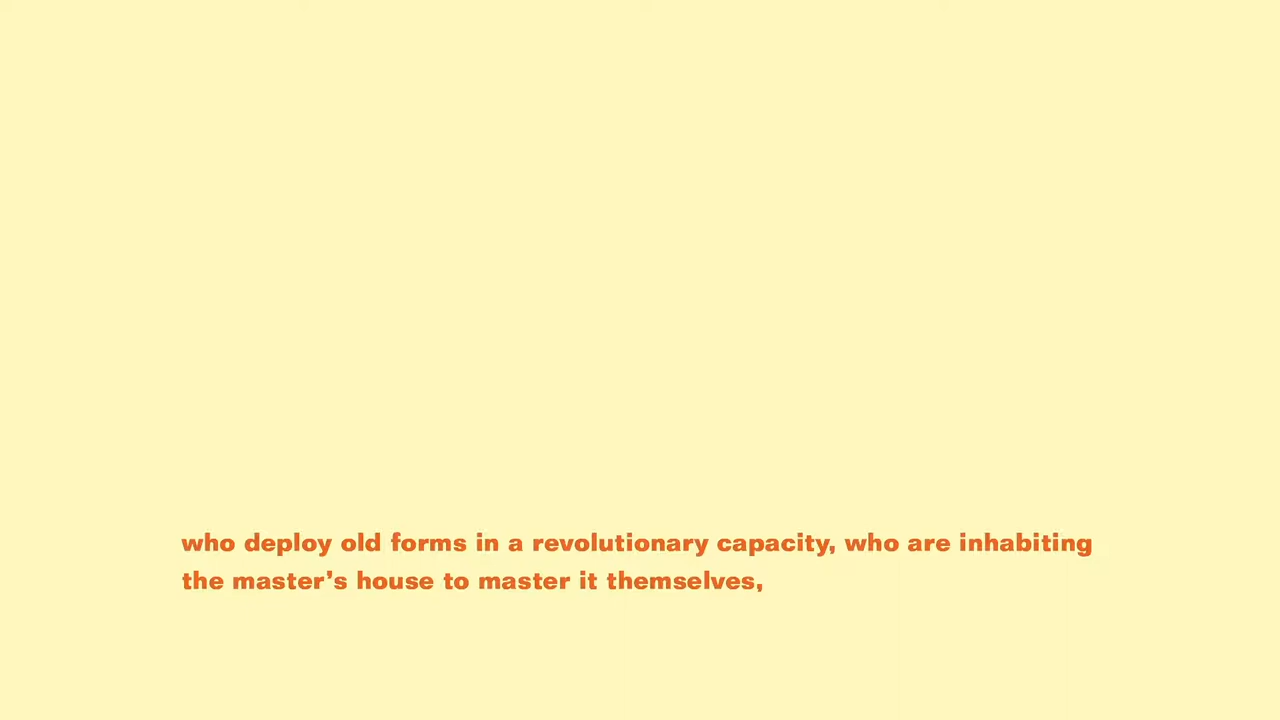 who deploy old forms in a revolutionary capacity, who are inhabiting
the master’s house to master it themselves,